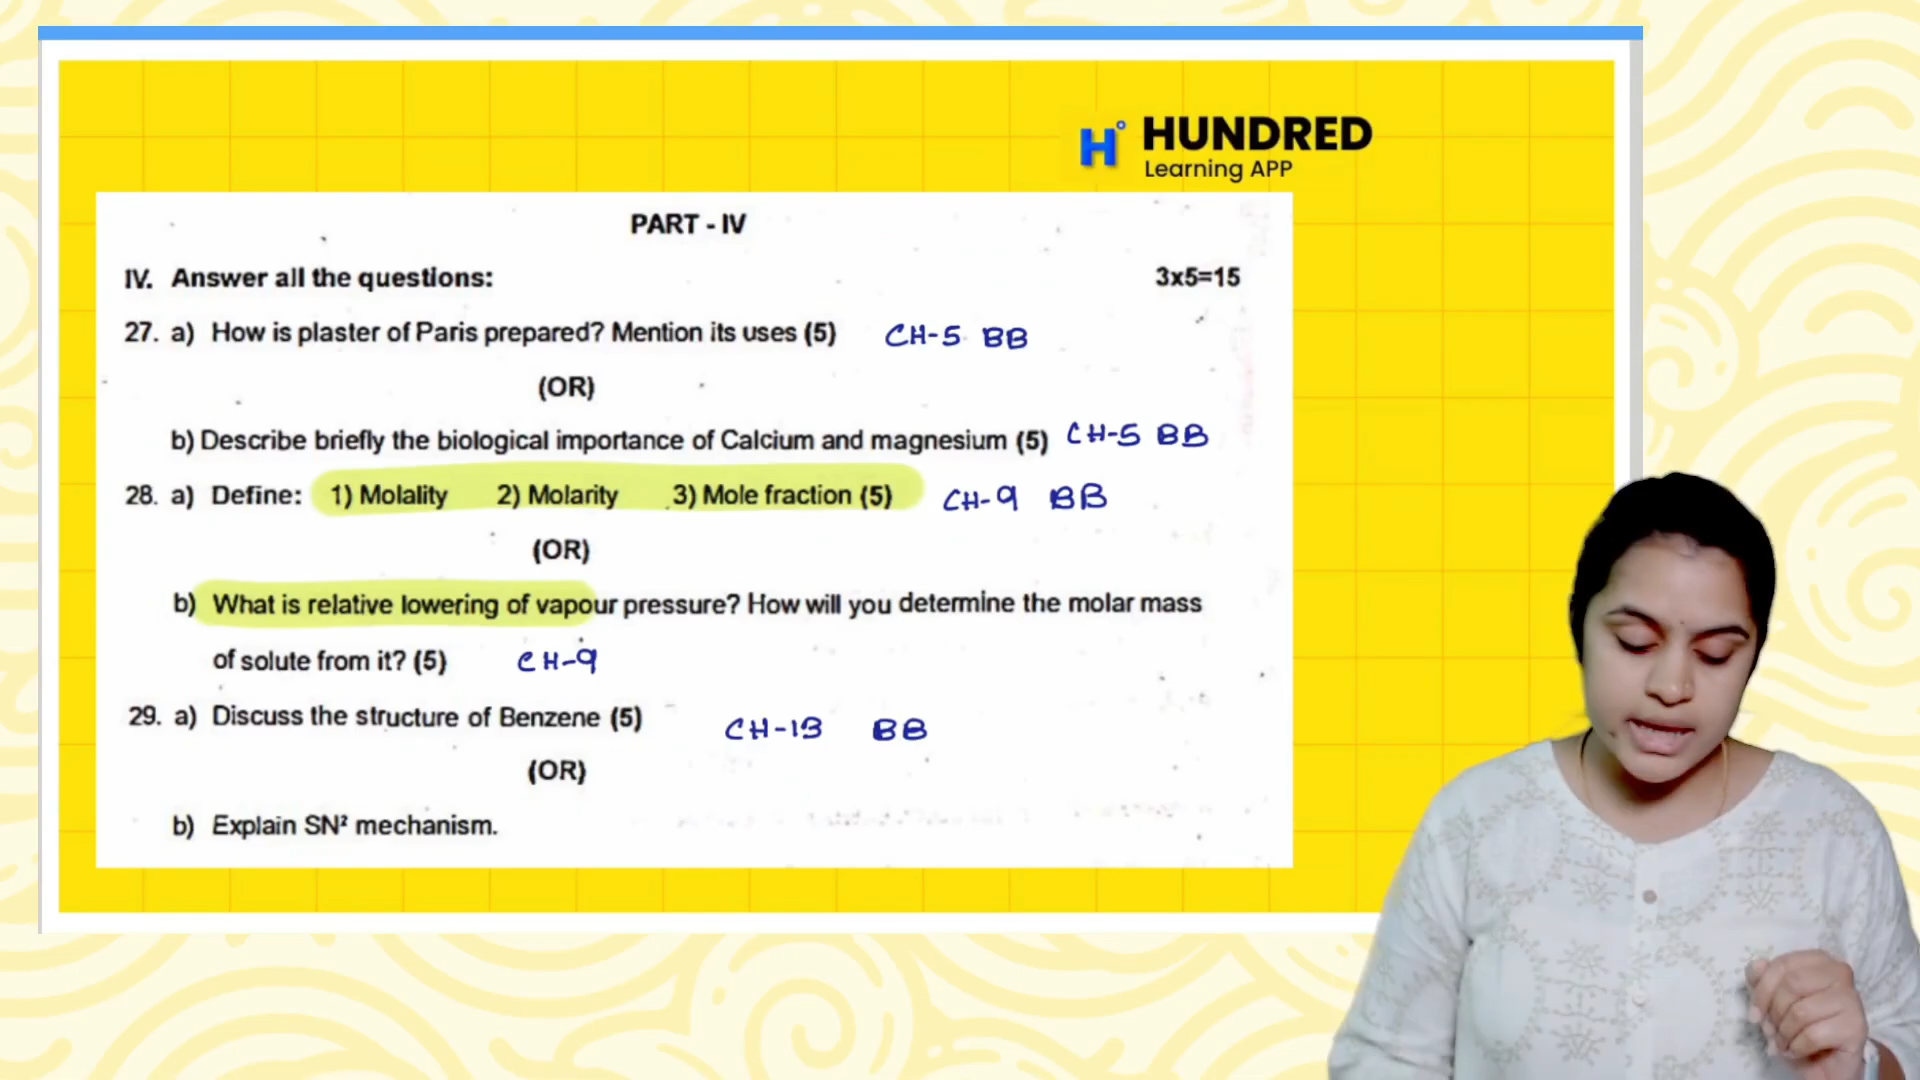 H° HUNDRED
Learning APP
PART - IV
IV. Answer all the questions: 3x5=15
27. a) How is plaster of Paris prepared? Mention its uses (5) CH-5 BB
(OR)
b) Describe briefly the biological importance of Calcium and magnesium (5) CH-5 BB
28. a) Define: 1) Molality 2) Molarity 3) Mole fraction (5) CH-9 BB
(OR)
b) What is relative lowering of vapour pressure? How will you determine the molar mass
of solute from it? (5) CH-9
29. a) Discuss the structure of Benzene (5) CH-13 BB
(OR)
b) Explain SN² mechanism.